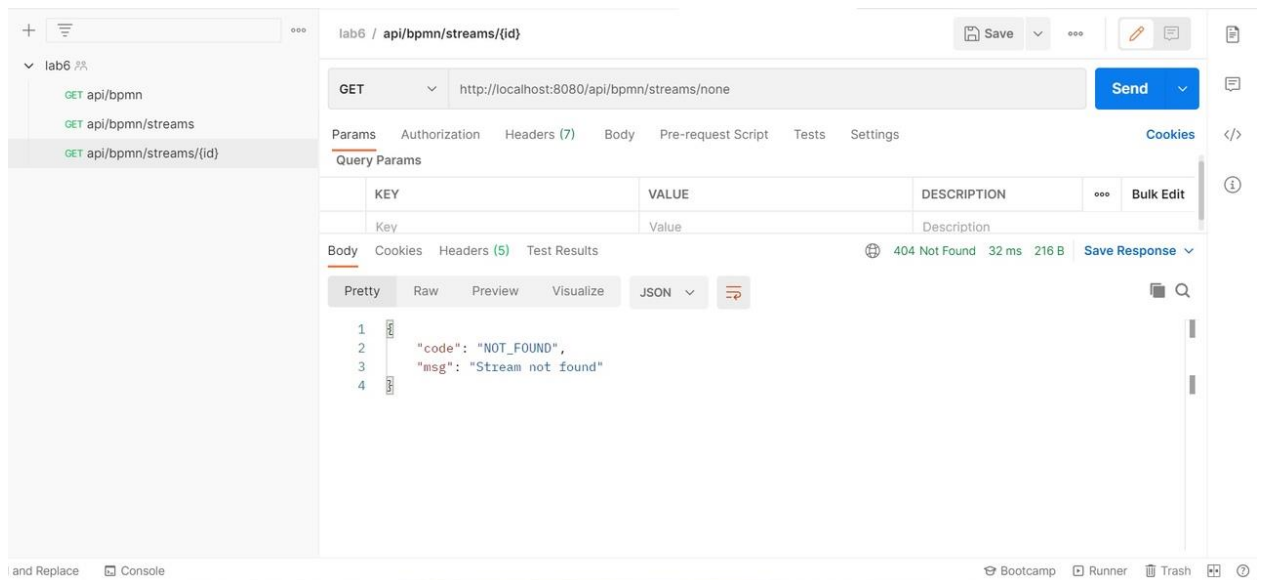 lab6 / api/bpmn/streams/{id}
Save
lab6
GET api/bpmn
GET api/bpmn/streams
GET api/bpmn/streams/{id}
GET http://localhost:8080/api/bpmn/streams/none Send
Params Authorization Headers (7) Body Pre-request Script Tests Settings Cookies
Query Params
KEY VALUE DESCRIPTION Bulk Edit
Key Value Description
Body Cookies Headers (5) Test Results 404 Not Found 32 ms 216 B Save Response
Pretty Raw Preview Visualize JSON
1 {
2 "code": "NOT_FOUND",
3 "msg": "Stream not found"
4 }
and Replace Console Bootcamp Runner Trash